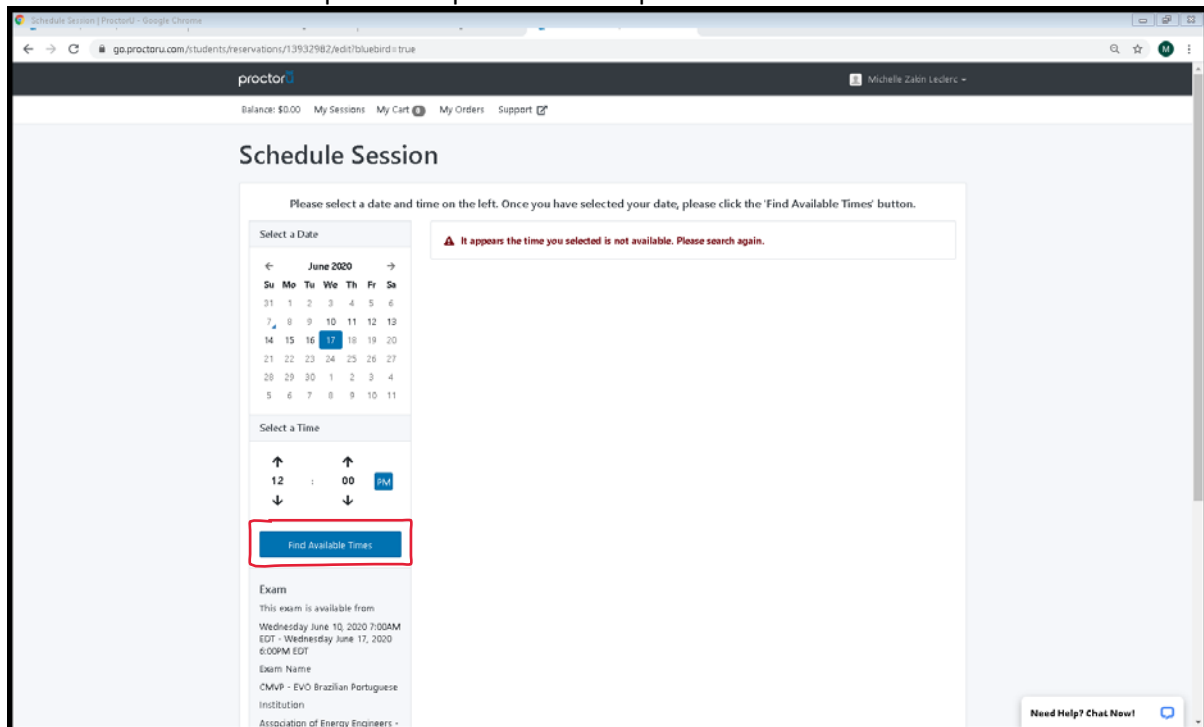 Schedule Session | ProctorU - Google Chrome
go.proctoru.com/students/reservations/13932982/edit?bluebird=true
M
proctorU
Michelle Zakin Leclerc
Balance: $0.00 My Sessions My Cart 0 My Orders Support
Schedule Session
Please select a date and time on the left. Once you have selected your date, please click the 'Find Available Times' button.
Select a Date
It appears the time you selected is not available. Please search again.
← June 2020 →
Su Mo Tu We Th Fr Sa
31 1 2 3 4 5 6
7 8 9 10 11 12 13
14 15 16 17 18 19 20
21 22 23 24 25 26 27
28 29 30 1 2 3 4
5 6 7 8 9 10 11
Select a Time
12 : 00 PM
Find Available Times
Exam
This exam is available from
Wednesday June 10, 2020 7:00AM
EDT - Wednesday June 17, 2020
6:00PM EDT
Exam Name
CMVP - EVO Brazilian Portuguese
Institution
Association of Energy Engineers -
Need Help? Chat Now!